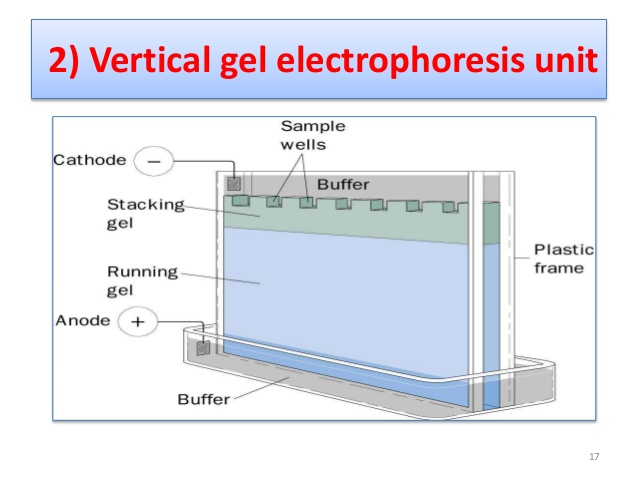 2) Vertical gel electrophoresis unit
Sample
wells
Cathode
−
Buffer
Stacking
gel
Plastic
frame
Running
gel
Anode
+
Buffer
17